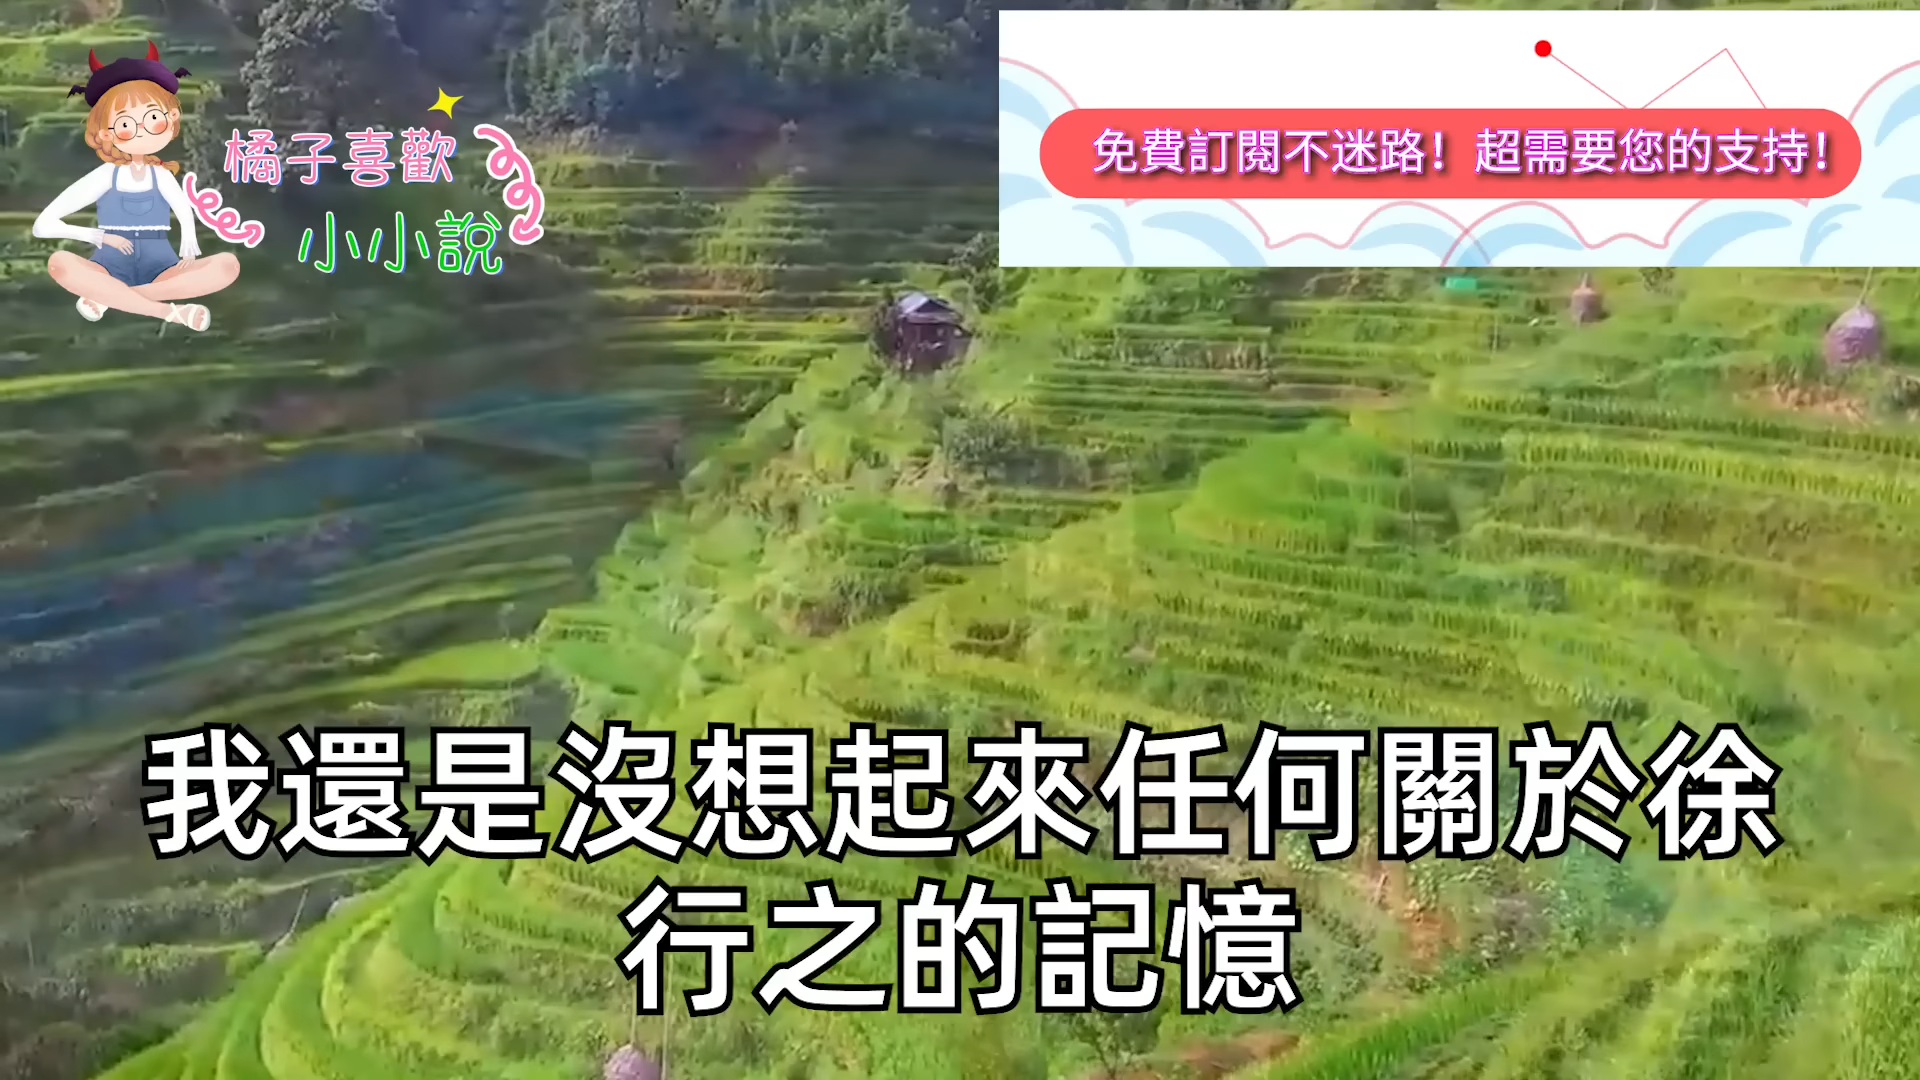 橘子喜歡
小小說
免費訂閱不迷路！超需要您的支持！
我還是沒想起來任何關於徐
行之的記憶